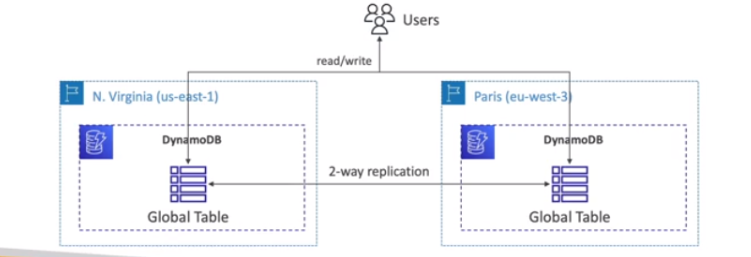 Users
read/write
N. Virginia (us-east-1)
Paris (eu-west-3)
DynamoDB
DynamoDB
2-way replication
Global Table
Global Table